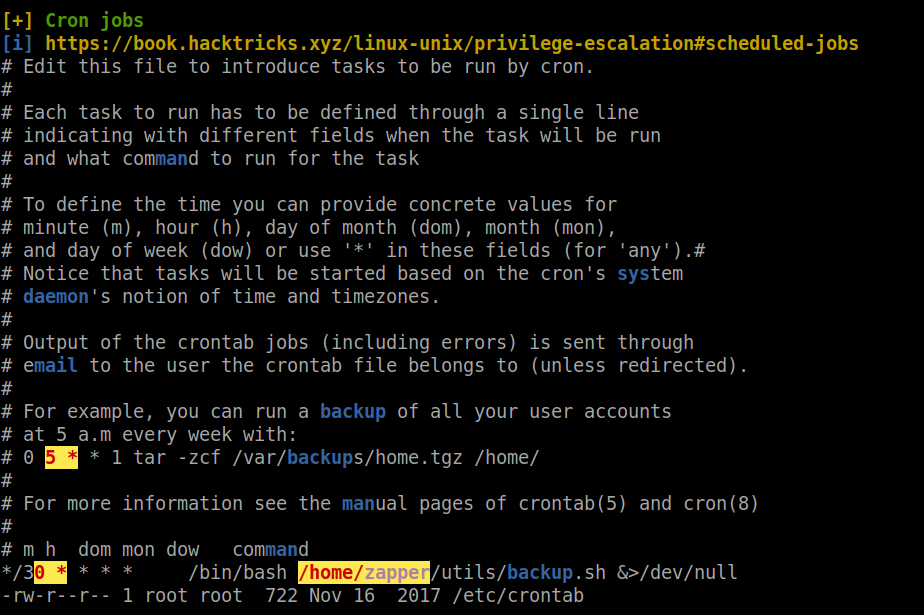 [+] Cron jobs
[i] https://book.hacktricks.xyz/linux-unix/privilege-escalation#scheduled-jobs
# Edit this file to introduce tasks to be run by cron.
#
# Each task to run has to be defined through a single line
# indicating with different fields when the task will be run
# and what command to run for the task
#
# To define the time you can provide concrete values for
# minute (m), hour (h), day of month (dom), month (mon),
# and day of week (dow) or use '*' in these fields (for 'any').#
# Notice that tasks will be started based on the cron's system
# daemon's notion of time and timezones.
#
# Output of the crontab jobs (including errors) is sent through
# email to the user the crontab file belongs to (unless redirected).
#
# For example, you can run a backup of all your user accounts
# at 5 a.m every week with:
# 0 5 * * 1 tar -zcf /var/backups/home.tgz /home/
#
# For more information see the manual pages of crontab(5) and cron(8)
#
# m h  dom mon dow   command
*/30 * * * *     /bin/bash /home/zapper/utils/backup.sh &>/dev/null
-rw-r--r-- 1 root root  722 Nov 16  2017 /etc/crontab